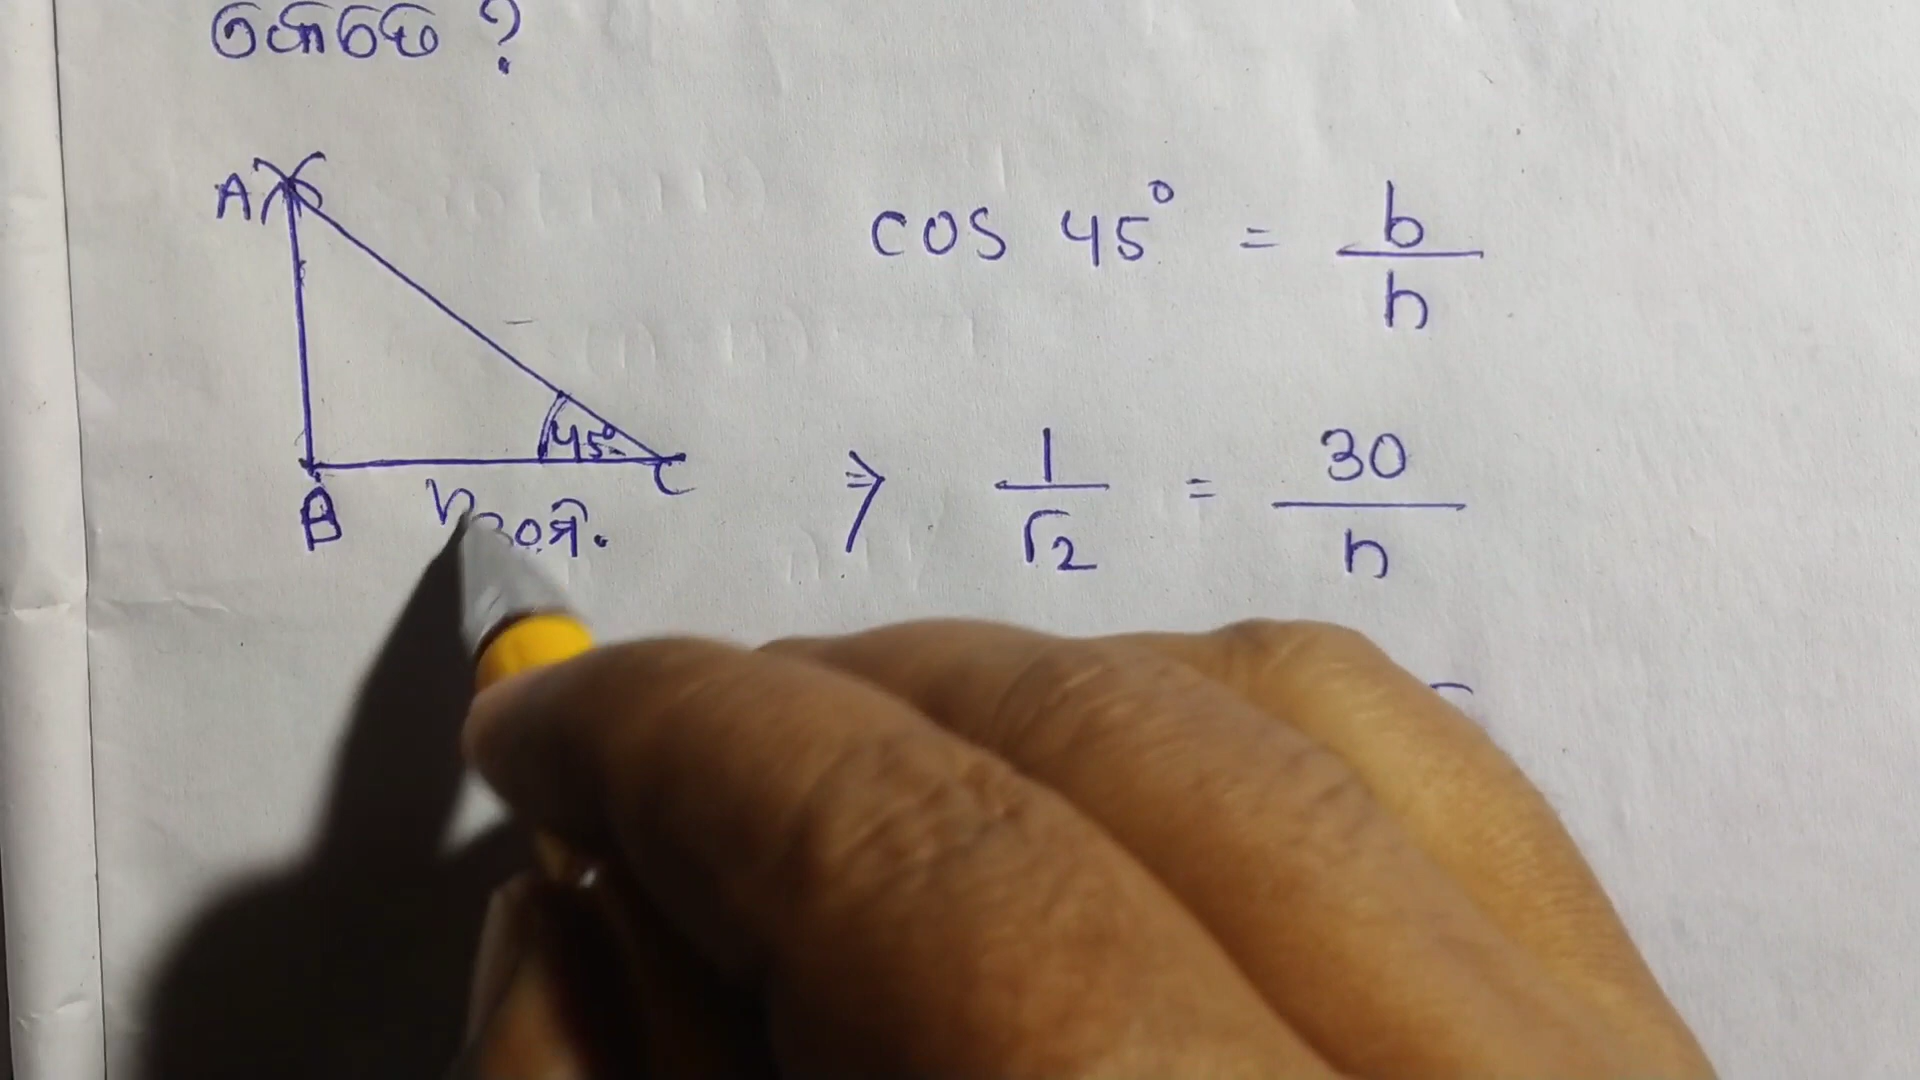 କେତେ ?
A
cos 45° = b/h
45°
B
C
b
30ମି.
⇒ 1/√2 = 30/h